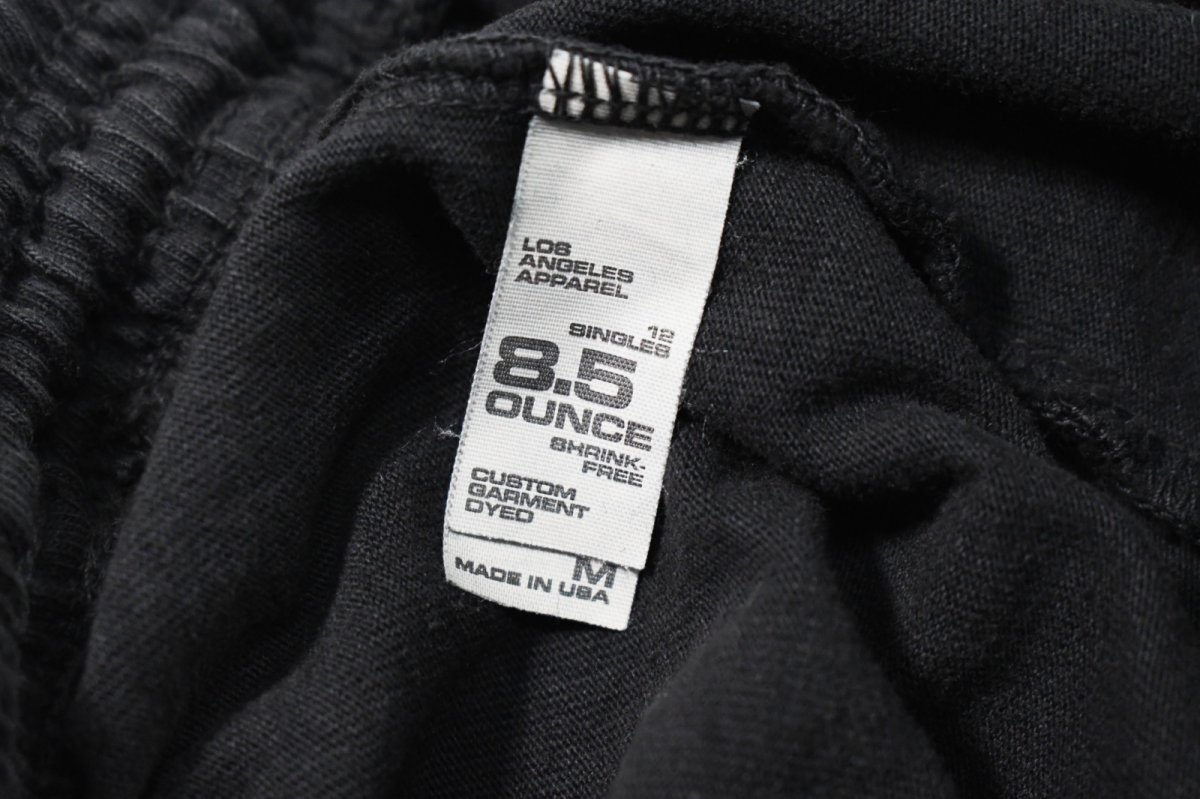 LOS
ANGELES
APPAREL
12
SINGLES
8.5
OUNCE
SHRINK-
FREE
CUSTOM
GARMENT
DYED
M
MADE IN USA